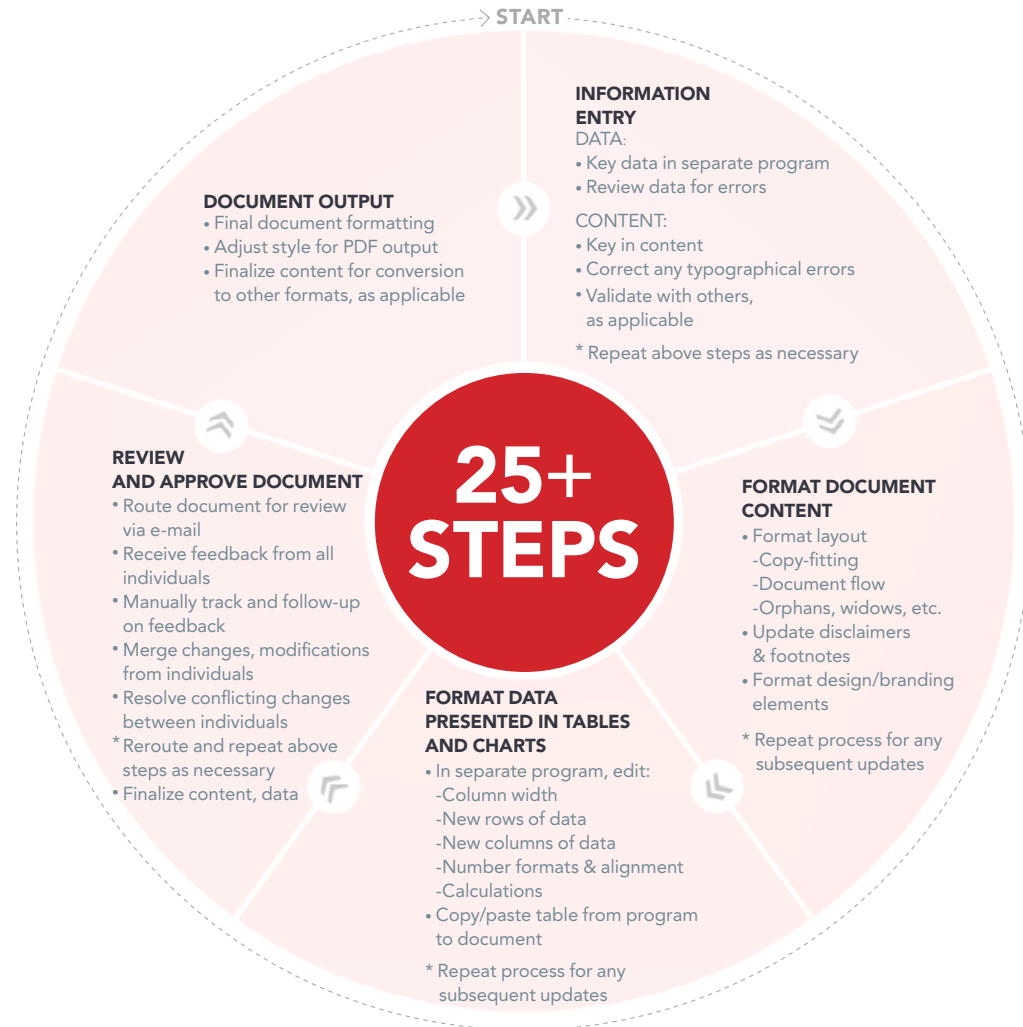 START
INFORMATION
ENTRY
DATA:
• Key data in separate program
• Review data for errors
CONTENT:
• Key in content
• Correct any typographical errors
• Validate with others,
as applicable
* Repeat above steps as necessary
FORMAT DOCUMENT
CONTENT
• Format layout
-Copy-fitting
-Document flow
-Orphans, widows, etc.
• Update disclaimers
& footnotes
• Format design/branding
elements
* Repeat process for any
subsequent updates
FORMAT DATA
PRESENTED IN TABLES
AND CHARTS
• In separate program, edit:
-Column width
-New rows of data
-New columns of data
-Number formats & alignment
-Calculations
• Copy/paste table from program
to document
* Repeat process for any
subsequent updates
REVIEW
AND APPROVE DOCUMENT
• Route document for review
via e-mail
• Receive feedback from all
individuals
• Manually track and follow-up
on feedback
• Merge changes, modifications
from individuals
• Resolve conflicting changes
between individuals
* Reroute and repeat above
steps as necessary
• Finalize content, data
DOCUMENT OUTPUT
• Final document formatting
• Adjust style for PDF output
• Finalize content for conversion
to other formats, as applicable
25+
STEPS